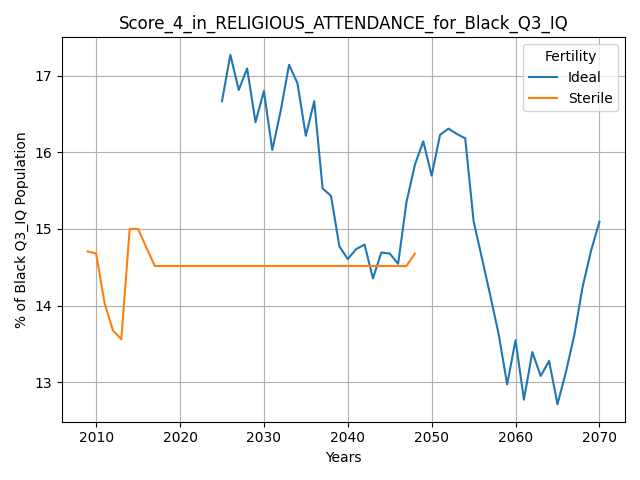 Score_4_in_RELIGIOUS_ATTENDANCE_for_Black_Q3_IQ
Fertility
Ideal
Sterile
% of Black Q3_IQ Population
17
16
15
14
13
2010 2020 2030 2040 2050 2060 2070
Years